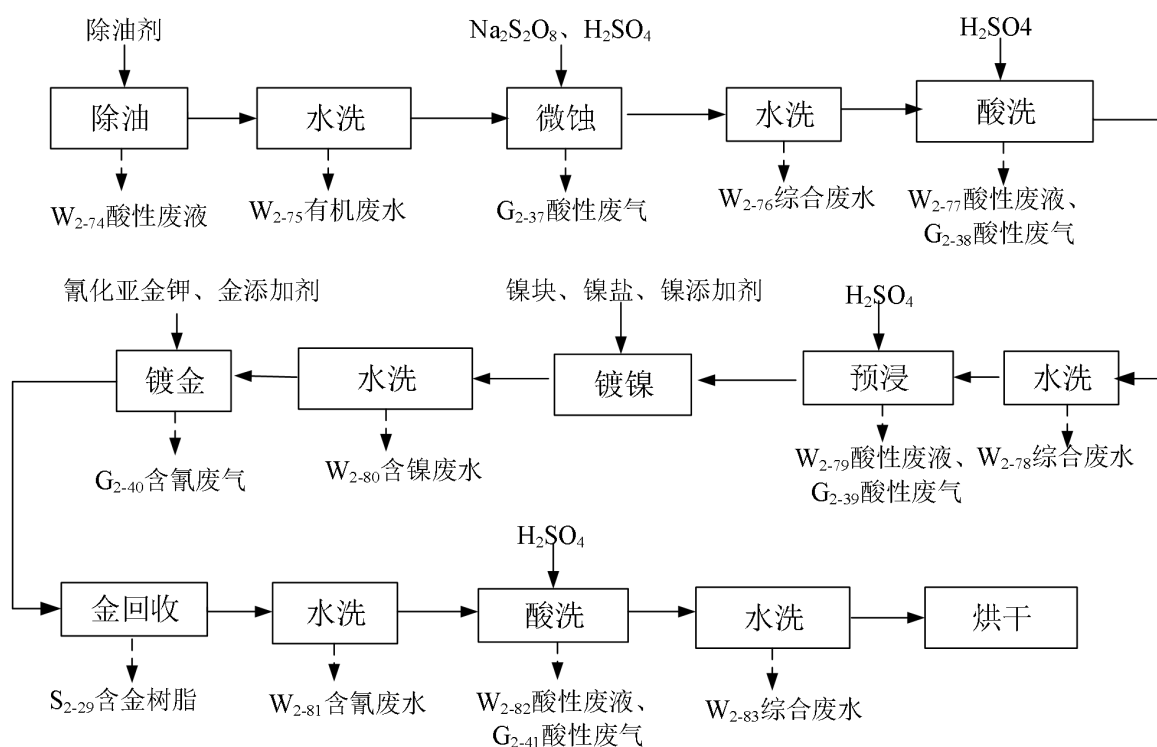 除油剂
Na₂S₂O₈、H₂SO₄
H₂SO4
除油
水洗
微蚀
水洗
酸洗
W₂₋₇₄酸性废液
W₂₋₇₅有机废水
G₂₋₃₇酸性废气
W₂₋₇₆综合废水
W₂₋₇₇酸性废液、
G₂₋₃₈酸性废气
氰化亚金钾、金添加剂
镍块、镍盐、镍添加剂
H₂SO₄
镀金
水洗
镀镍
预浸
水洗
G₂₋₄₀含氰废气
W₂₋₈₀含镍废水
W₂₋₇₉酸性废液、
G₂₋₃₉酸性废气
W₂₋₇₈综合废水
H₂SO₄
金回收
水洗
酸洗
水洗
烘干
S₂₋₂₉含金树脂
W₂₋₈₁含氰废水
W₂₋₈₂酸性废液、
G₂₋₄₁酸性废气
W₂₋₈₃综合废水